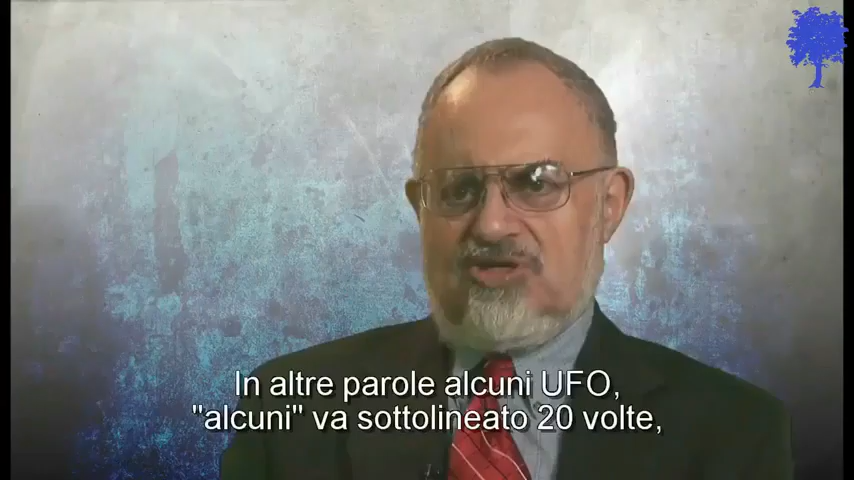 In altre parole alcuni UFO,
"alcuni" va sottolineato 20 volte,